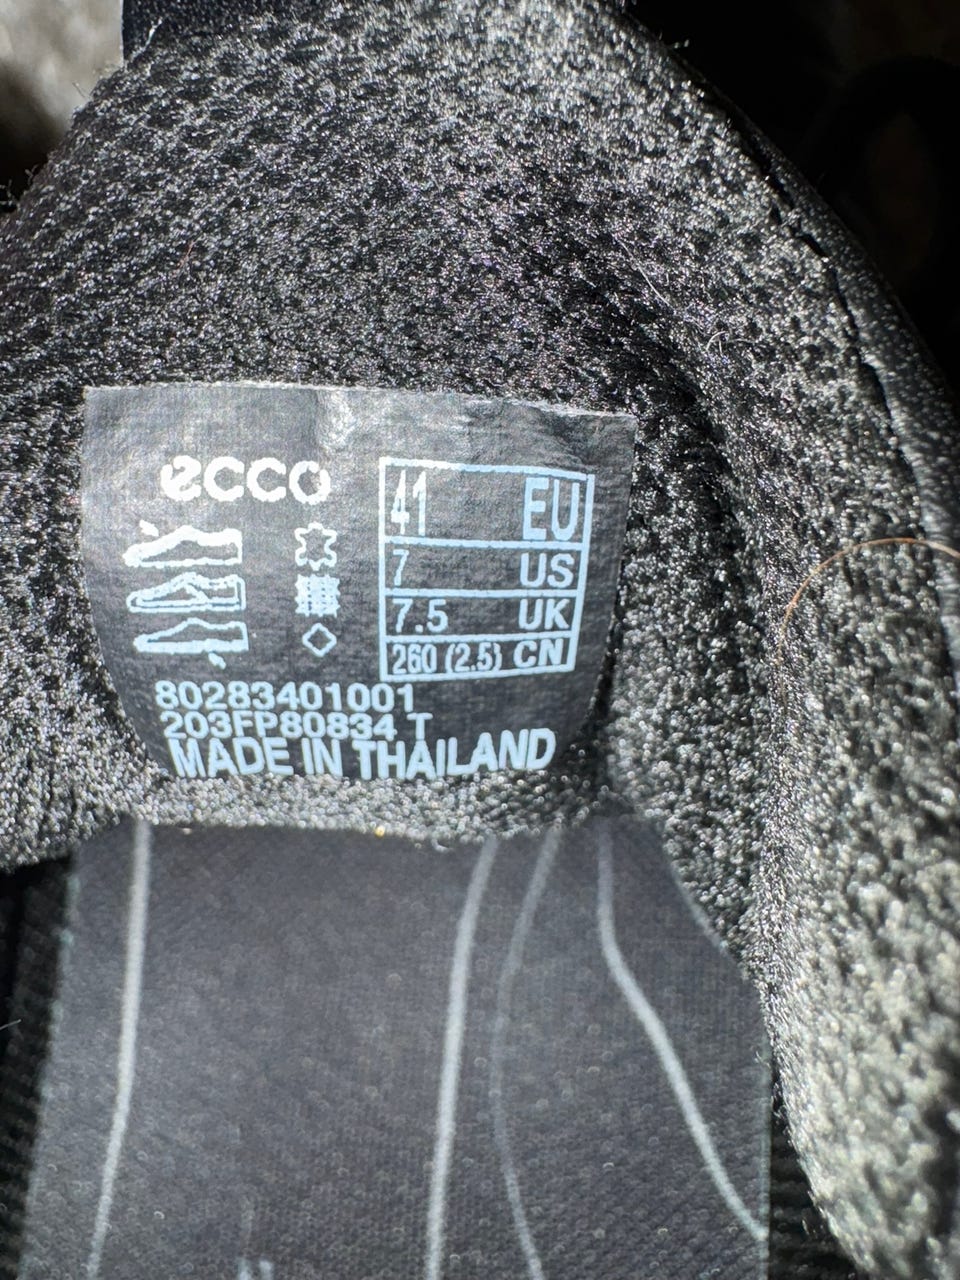 ecco
41 EU
7 US
7.5 UK
260 (2.5) CN
80283401001
203FP80834 T
MADE IN THAILAND